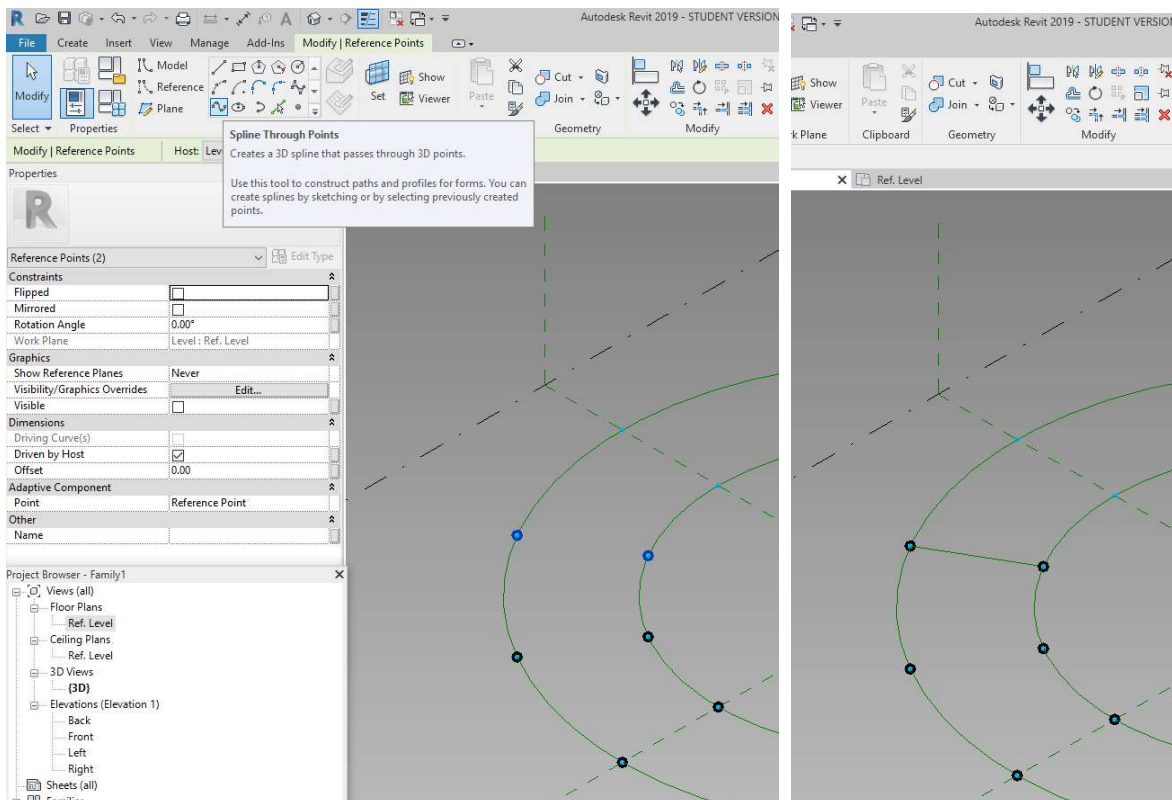 Autodesk Revit 2019 - STUDENT VERSION
File Create Insert View Manage Add-Ins Modify | Reference Points
Modify
Model
Reference
Plane
Set
Show
Viewer
Paste
Cut
Join
Select Properties Geometry Modify
Spline Through Points
Creates a 3D spline that passes through 3D points.
Use this tool to construct paths and profiles for forms. You can
create splines by sketching or by selecting previously created
points.
Modify | Reference Points Host: Lev
Properties
Reference Points (2) Edit Type
Constraints
Flipped
Mirrored
Rotation Angle 0.00°
Work Plane Level : Ref. Level
Graphics
Show Reference Planes Never
Visibility/Graphics Overrides Edit...
Visible
Dimensions
Driving Curve(s)
Driven by Host
Offset 0.00
Adaptive Component
Point Reference Point
Other
Name
Project Browser - Family1
Views (all)
Floor Plans
Ref. Level
Ceiling Plans
Ref. Level
3D Views
{3D}
Elevations (Elevation 1)
Back
Front
Left
Right
Sheets (all)
Autodesk Revit 2019 - STUDENT VERSION
Show
Viewer
Paste
Cut
Join
k Plane Clipboard Geometry Modify
Ref. Level